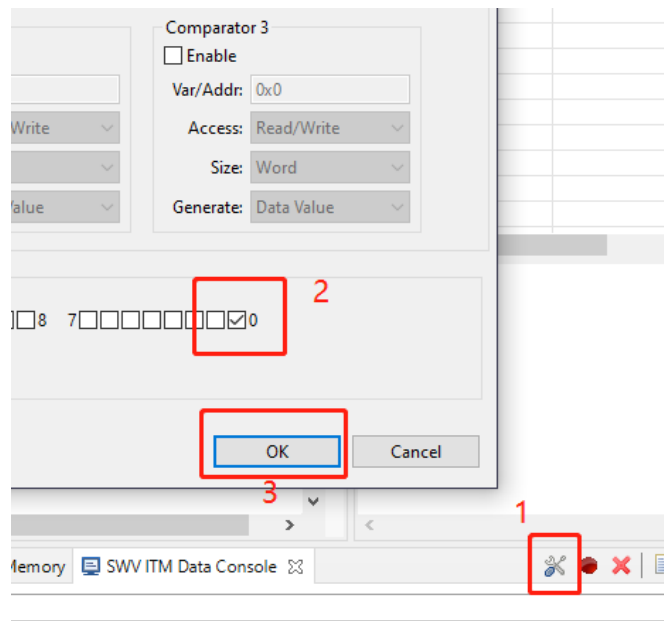 Comparator 3
Enable
Var/Addr: 0x0
Write Access: Read/Write
Size: Word
Value Generate: Data Value
2
8 7 0
OK Cancel
3
1
Memory SWV ITM Data Console